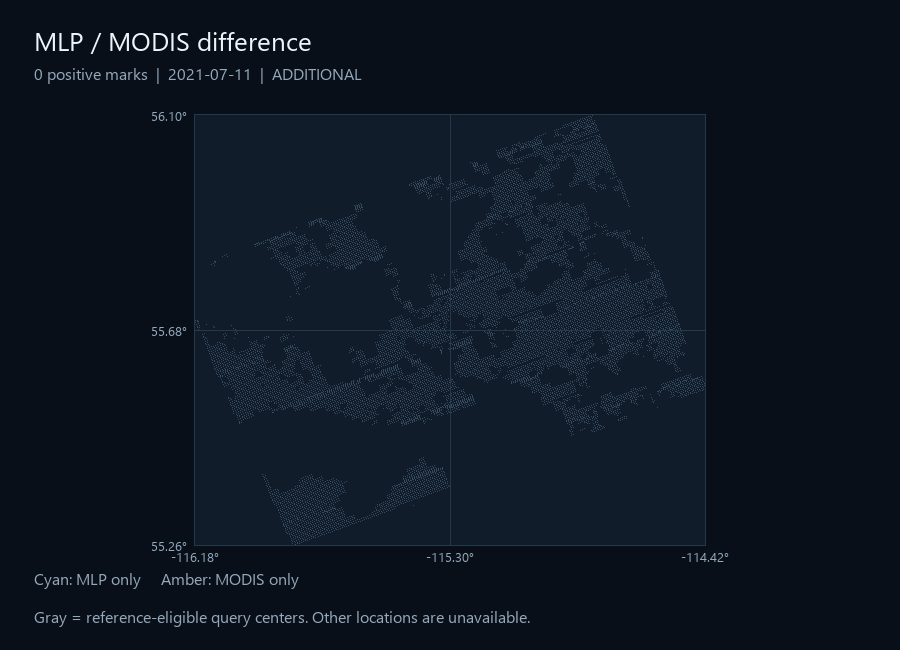 MLP / MODIS difference
0 positive marks | 2021-07-11 | ADDITIONAL
56.10°
55.68°
55.26°
-116.18°
-115.30°
-114.42°
Cyan: MLP only
Amber: MODIS only
Gray = reference-eligible query centers. Other locations are unavailable.